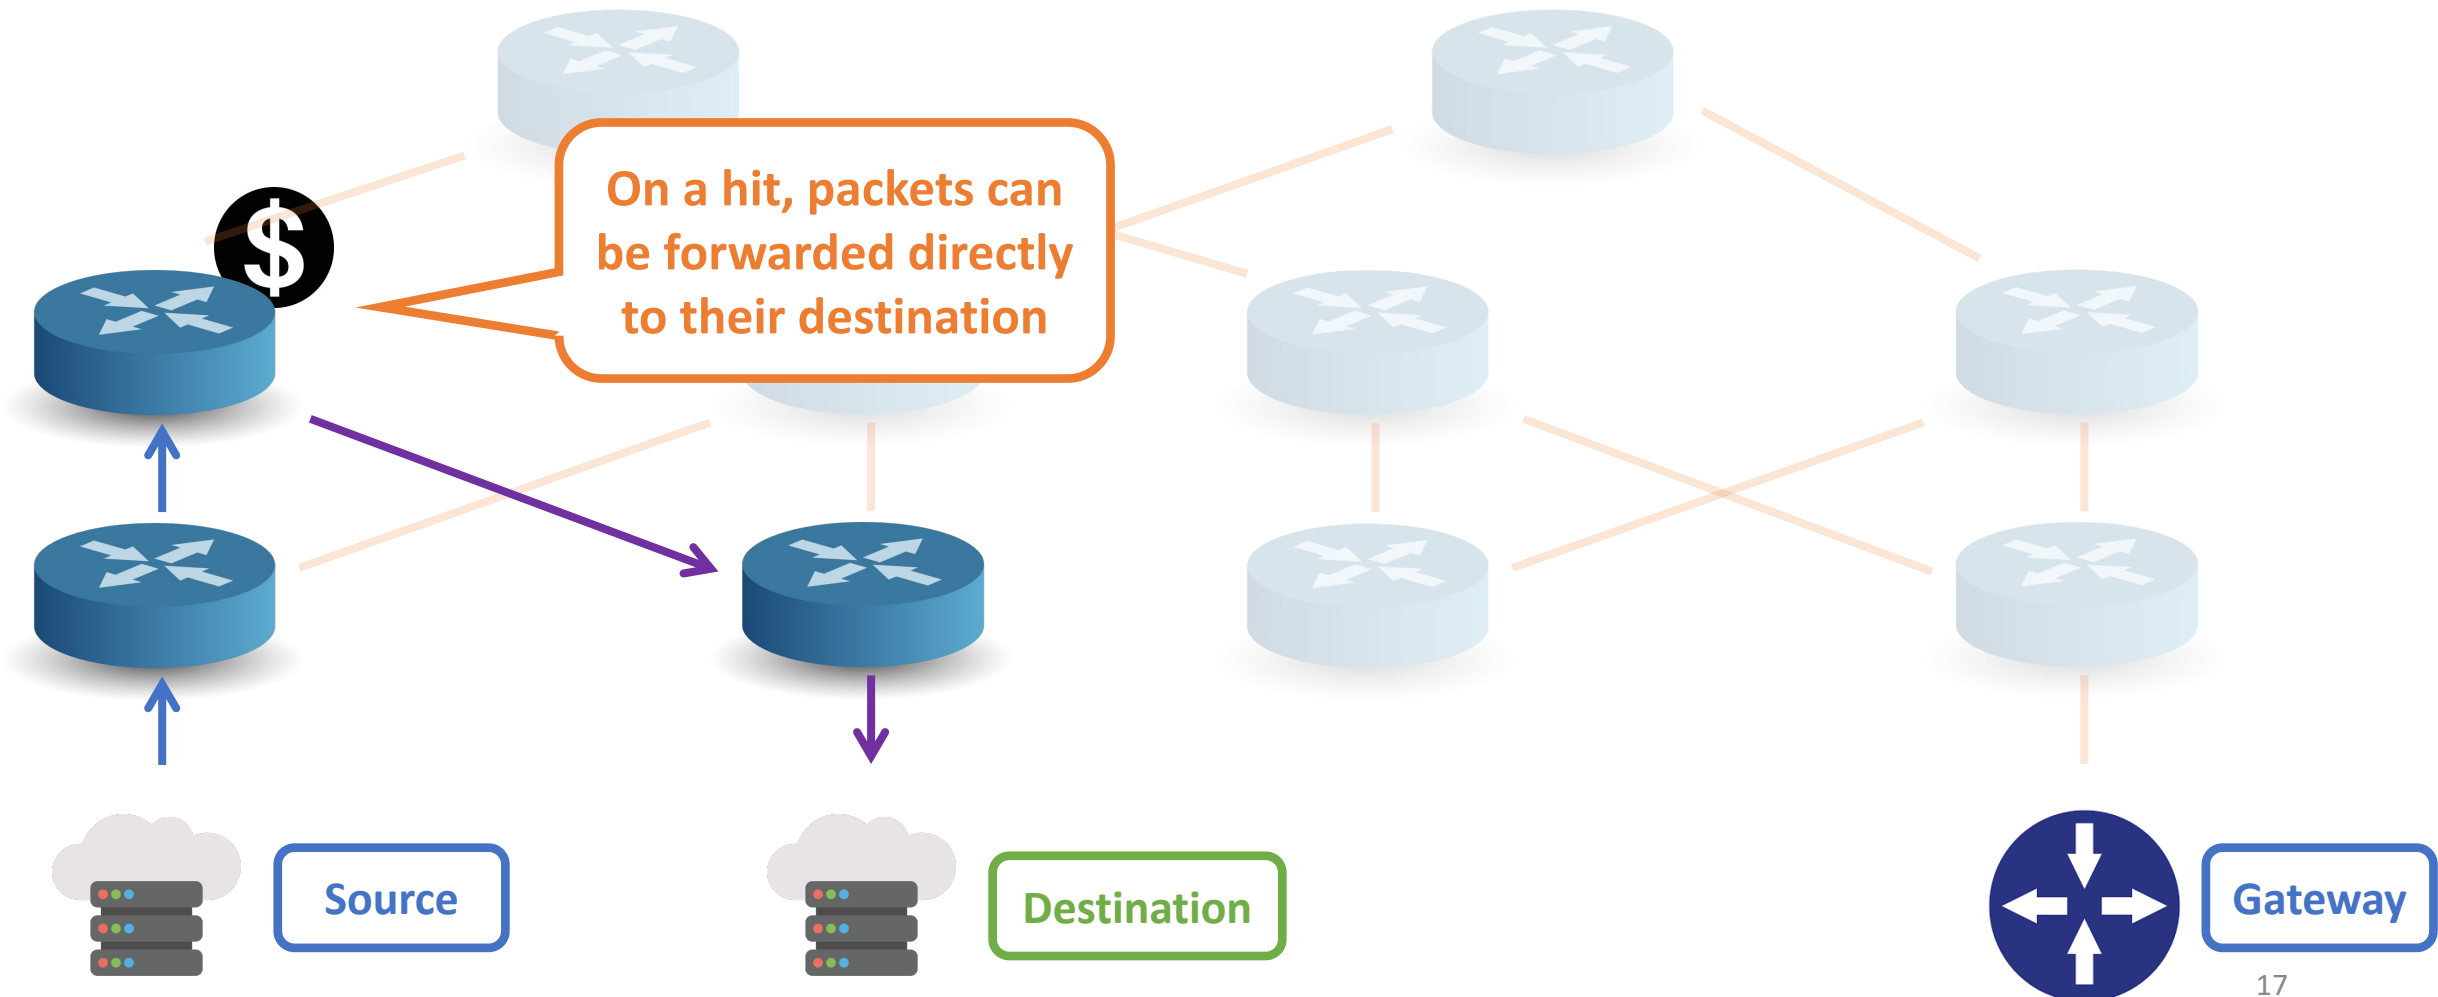 On a hit, packets can
be forwarded directly
to their destination
$
Source
Destination
Gateway
17